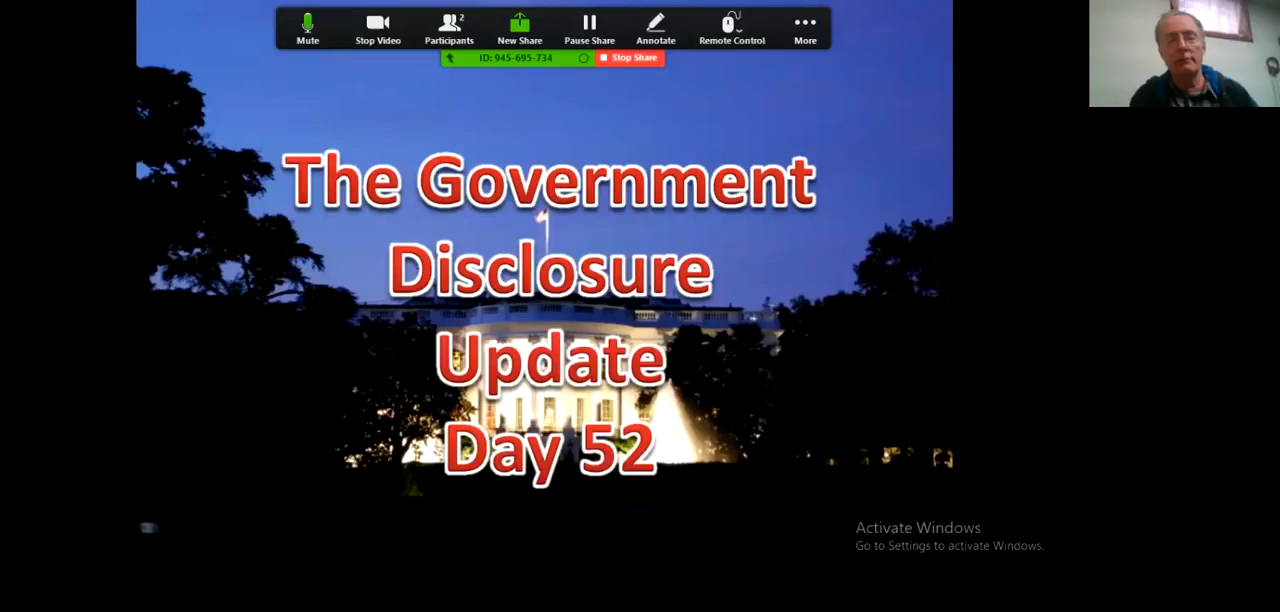 Mute
Stop Video
Participants
2
New Share
Pause Share
Annotate
Remote Control
More
ID: 945-695-734
Stop Share
The Government
Disclosure
Update
Day 52
Activate Windows
Go to Settings to activate Windows.